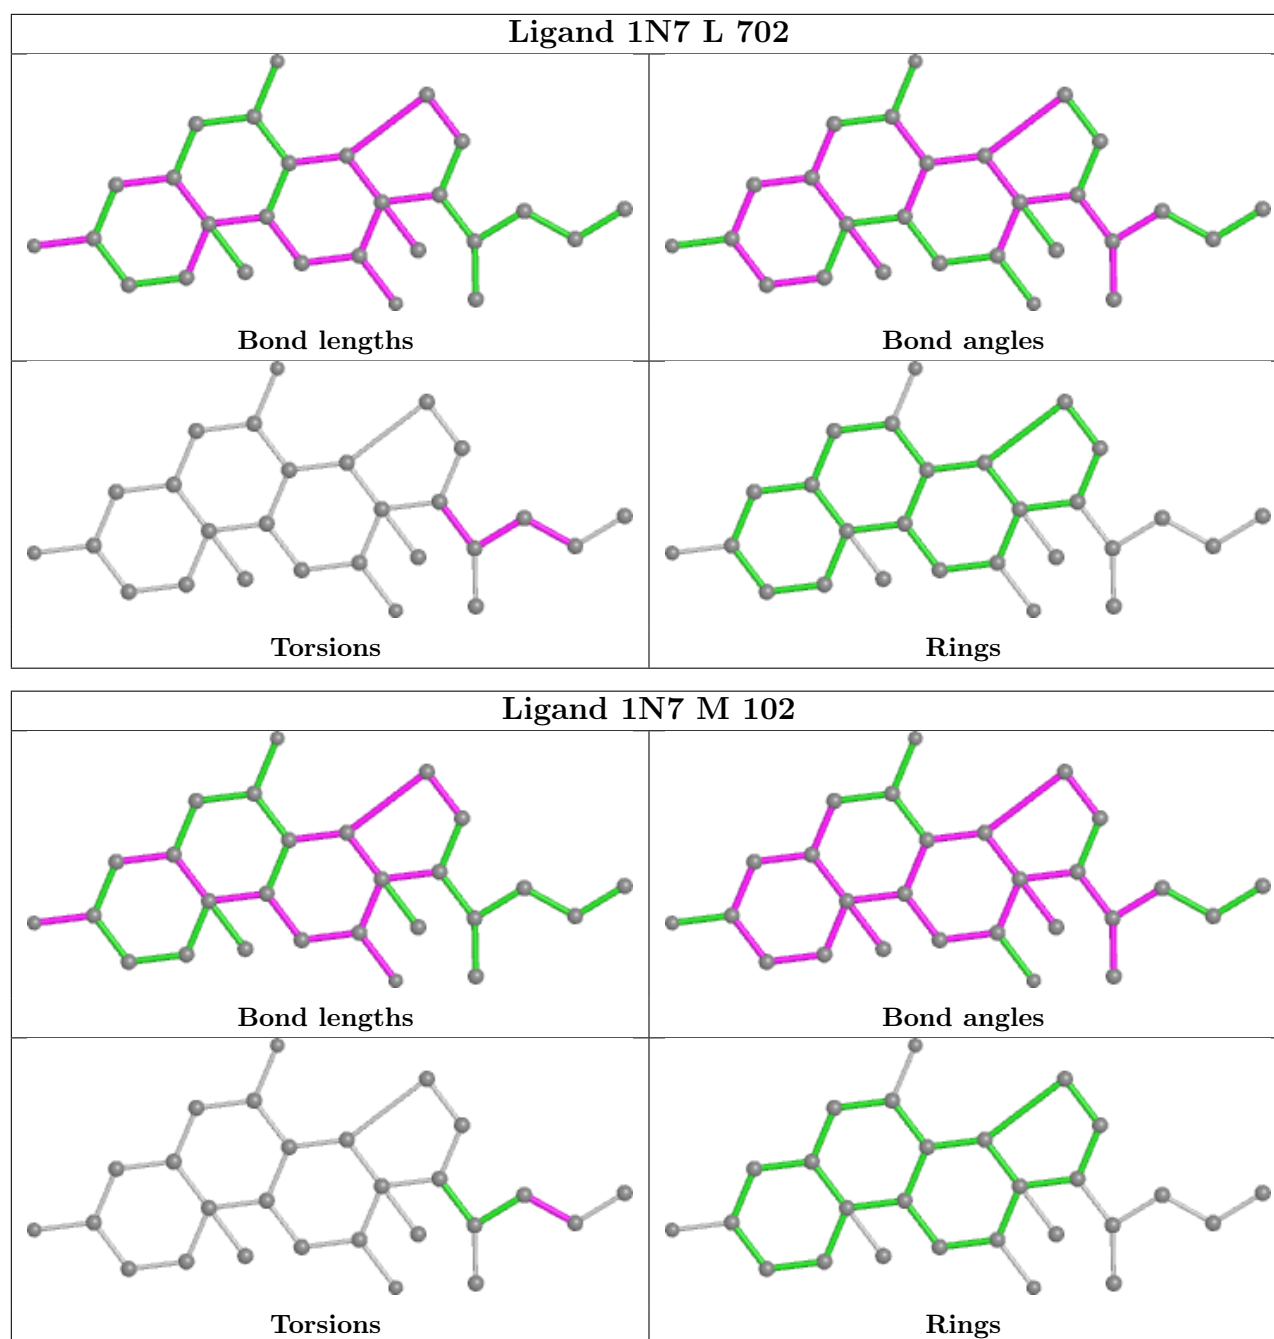 Ligand 1N7 L 702
Bond lengths
Bond angles
Torsions
Rings
Ligand 1N7 M 102
Bond lengths
Bond angles
Torsions
Rings